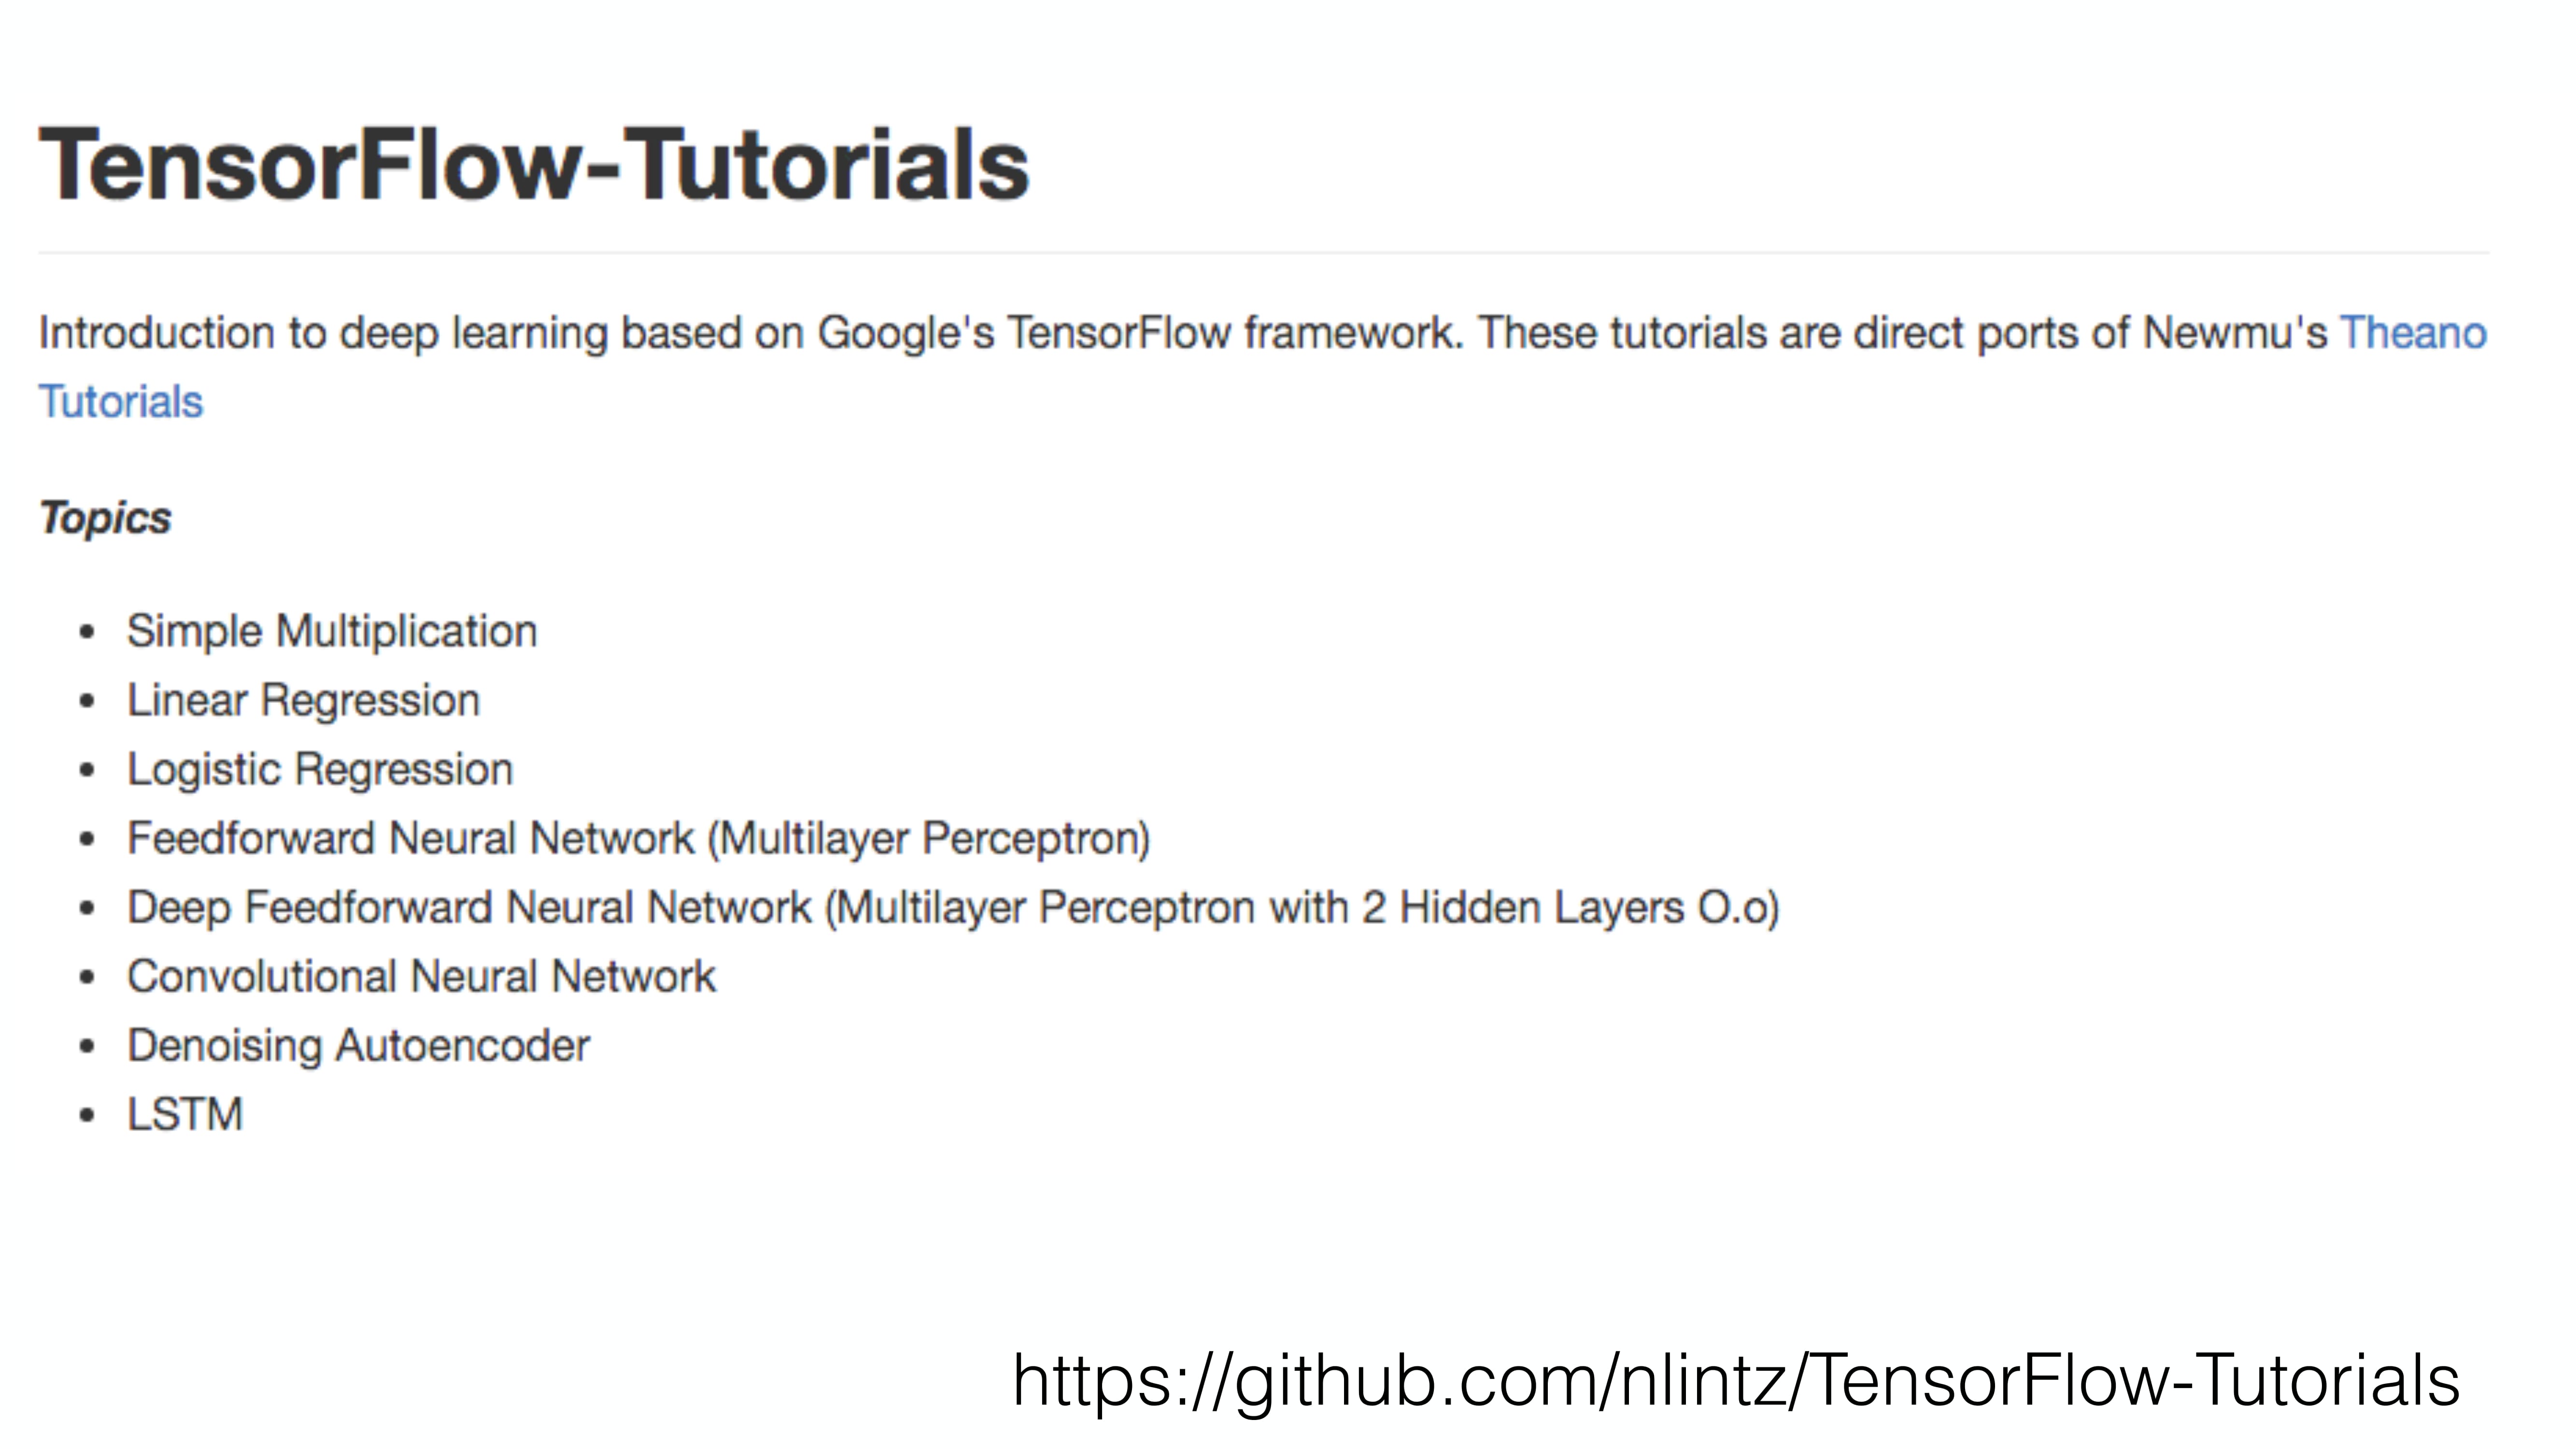 TensorFlow-Tutorials
Introduction to deep learning based on Google's TensorFlow framework. These tutorials are direct ports of Newmu's Theano
Tutorials
Topics
• Simple Multiplication
• Linear Regression
• Logistic Regression
• Feedforward Neural Network (Multilayer Perceptron)
• Deep Feedforward Neural Network (Multilayer Perceptron with 2 Hidden Layers O.o)
• Convolutional Neural Network
• Denoising Autoencoder
• LSTM
https://github.com/nlintz/TensorFlow-Tutorials